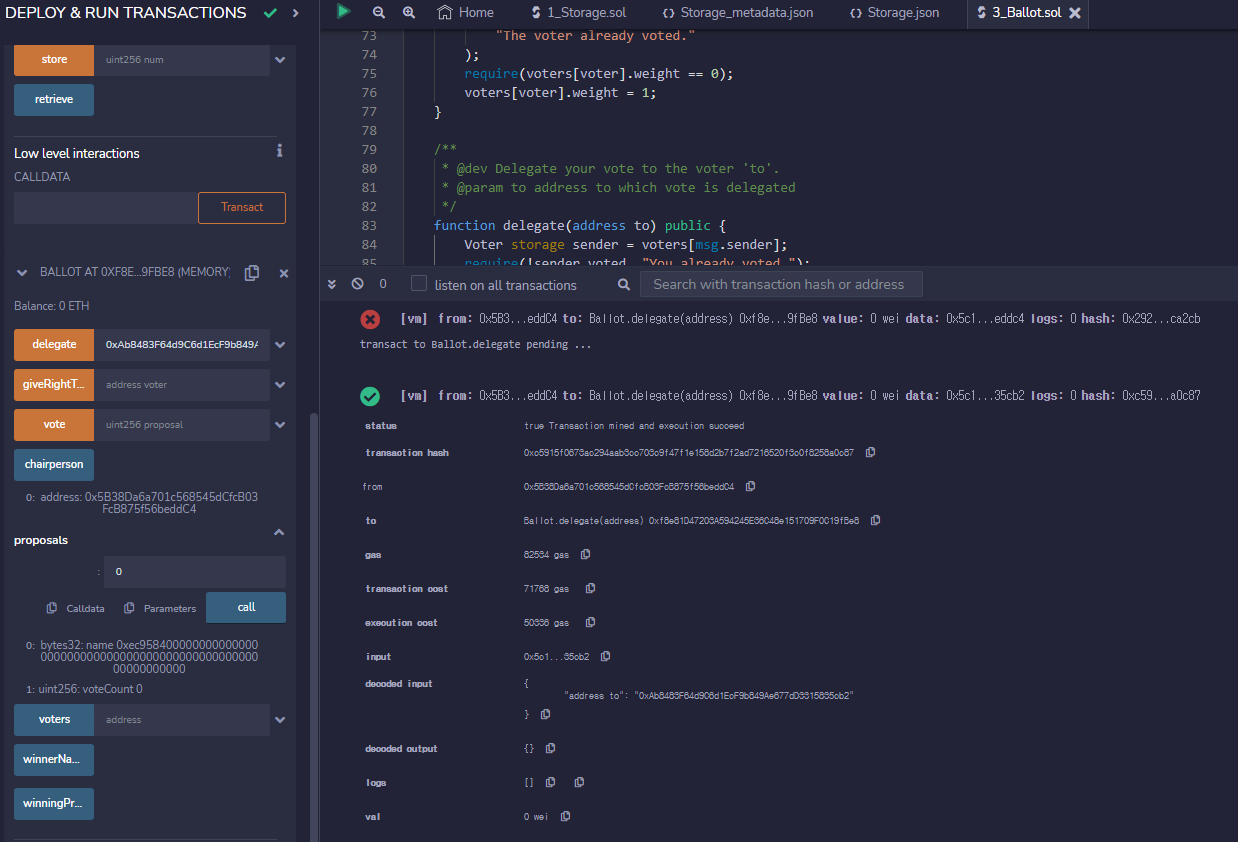 DEPLOY & RUN TRANSACTIONS
store uint256 num
retrieve
Low level interactions
CALLDATA
Transact
BALLOT AT 0XF8E...9FBE8 (MEMORY)
Balance: 0 ETH
delegate 0xAb8483F64d9C6d1EcF9b849A
giveRightT... address voter
vote uint256 proposal
chairperson
0: address: 0x5B38Da6a701c568545dCfcB03
FcB875f56beddC4
proposals
: 0
Calldata Parameters call
0: bytes32: name 0xec958400000000000000
1: uint256: voteCount 0
voters address
winnerNa...
winningPr...
Home 1_Storage.sol Storage_metadata.json Storage.json 3_Ballot.sol
73 "The voter already voted."
74 );
75 require(voters[voter].weight == 0);
76 voters[voter].weight = 1;
77 }
78
79 /**
80 * @dev Delegate your vote to the voter 'to'.
81 * @param to address to which vote is delegated
82 */
83 function delegate(address to) public {
84 Voter storage sender = voters[msg.sender];
85 require(!sender.voted, "You already voted.");
0 listen on all transactions Search with transaction hash or address
[vm] from: 0x5B3...eddC4 to: Ballot.delegate(address) 0xf8e...9fBe8 value: 0 wei data: 0x5c1...eddc4 logs: 0 hash: 0x292...ca2cb
transact to Ballot.delegate pending ...
[vm] from: 0x5B3...eddC4 to: Ballot.delegate(address) 0xf8e...9fBe8 value: 0 wei data: 0x5c1...35cb2 logs: 0 hash: 0xc59...a0c87
status true Transaction mined and execution succeed
transaction hash
from 0x5B38Da6a701c568545dCfcB03FcB875f56beddC4
to Ballot.delegate(address)
gas 82534 gas
transaction cost 71768 gas
execution cost 50336 gas
input 0x5c1...35cb2
decoded input {
"address to": "0xAb8483F64d9C6d1EcF9b849Ae677dD3315835cb2"
}
decoded output {}
logs []
val 0 wei